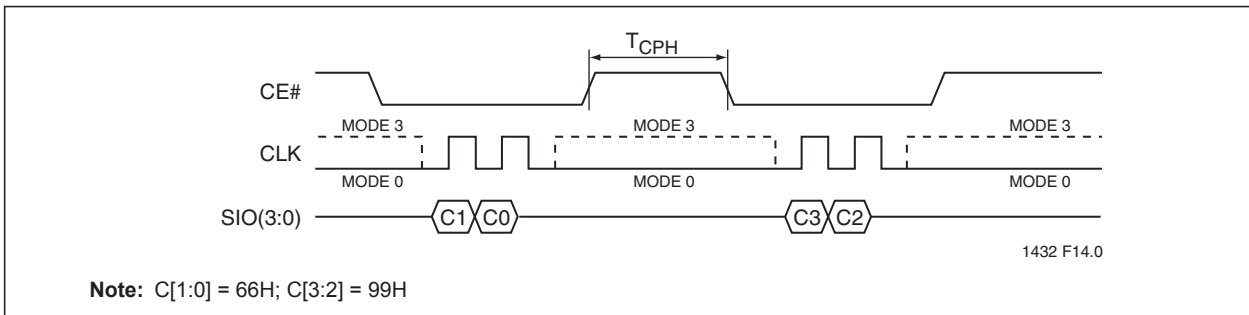 TCPH
CE#
MODE 3 MODE 3 MODE 3
CLK
MODE 0 MODE 0 MODE 0
SIO(3:0) C1 C0 C3 C2
1432 F14.0
Note: C[1:0] = 66H; C[3:2] = 99H